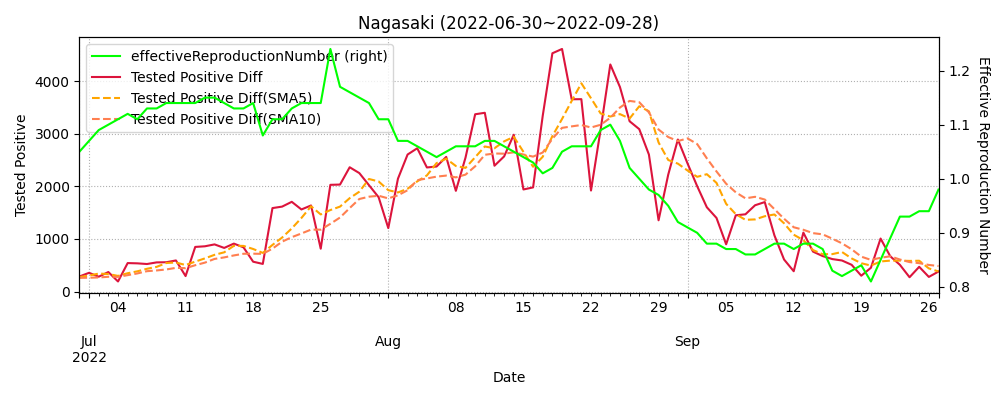 Nagasaki (2022-06-30~2022-09-28)
effectiveReproductionNumber (right)
Tested Positive Diff
Tested Positive Diff(SMA5)
Tested Positive Diff(SMA10)
Tested Positive
4000
3000
2000
1000
0
Effective Reproduction Number
1.2
1.1
1.0
0.9
0.8
04 11 18 25 08 15 22 29 05 12 19 26
Jul Aug Sep
2022
Date